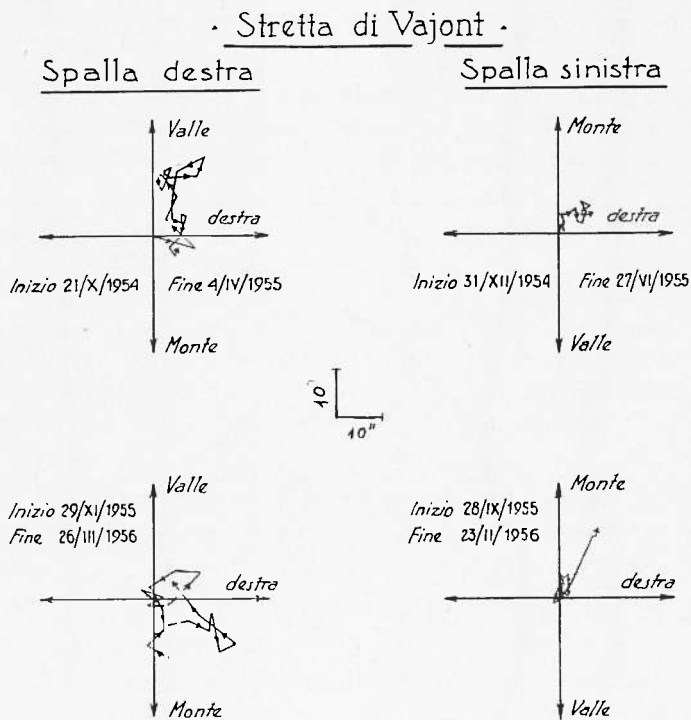 · Stretta di Vajont ·
Spalla destra
Spalla sinistra
Valle
destra
Inizio 21/X/1954 Fine 4/IV/1955
Monte
Monte
destra
Inizio 31/XII/1954 Fine 27/VI/1955
Valle
10"
10"
Valle
Inizio 29/XI/1955
Fine 26/III/1956
destra
Monte
Monte
Inizio 28/IX/1955
Fine 23/II/1956
destra
Valle